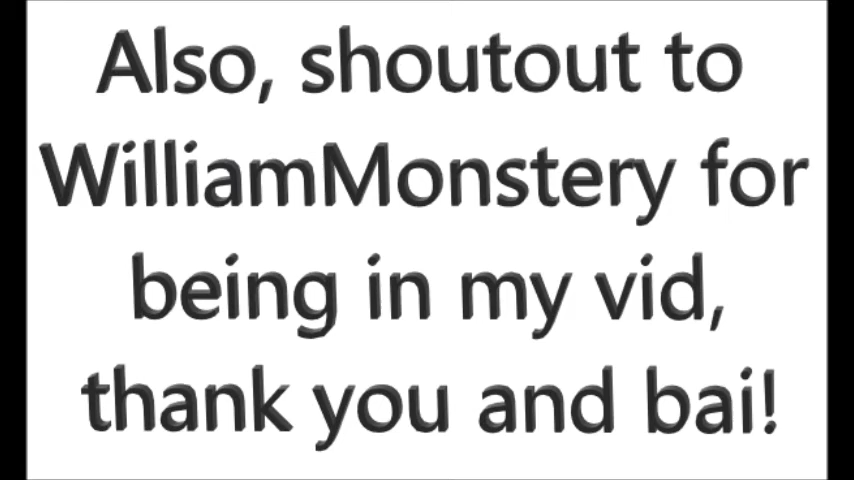 Also, shoutout to
WilliamMonstery for
being in my vid,
thank you and bai!